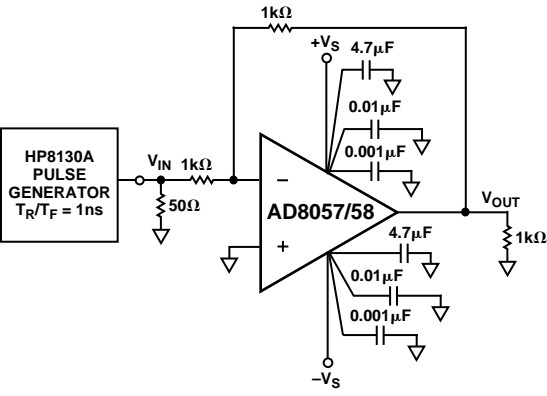 1kΩ
+VS
4.7μF
0.01μF
0.001μF
HP8130A
PULSE
GENERATOR
TR/TF = 1ns
VIN
1kΩ
50Ω
−
+
AD8057/58
VOUT
1kΩ
4.7μF
0.01μF
0.001μF
−VS